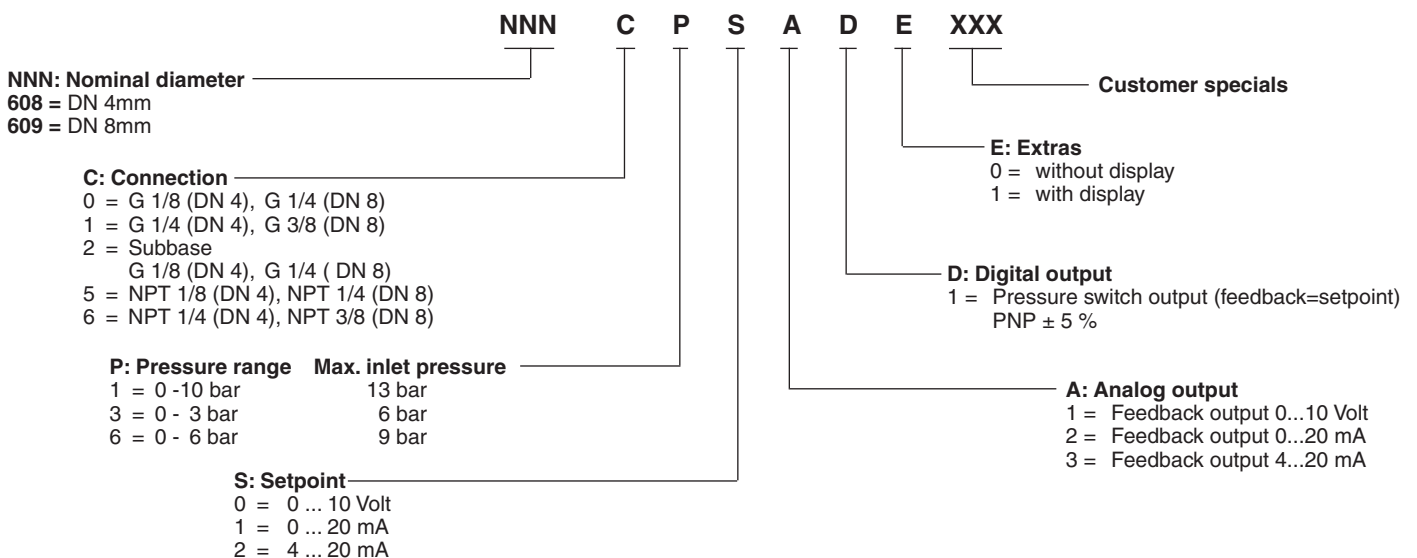 NNN C P S A D E XXX
NNN: Nominal diameter
608 = DN 4mm
609 = DN 8mm
Customer specials
E: Extras
0 = without display
1 = with display
C: Connection
0 = G 1/8 (DN 4), G 1/4 (DN 8)
1 = G 1/4 (DN 4), G 3/8 (DN 8)
2 = Subbase
G 1/8 (DN 4), G 1/4 ( DN 8)
5 = NPT 1/8 (DN 4), NPT 1/4 (DN 8)
6 = NPT 1/4 (DN 4), NPT 3/8 (DN 8)
D: Digital output
1 = Pressure switch output (feedback=setpoint)
PNP ± 5 %
P: Pressure range Max. inlet pressure
1 = 0 -10 bar 13 bar
3 = 0 - 3 bar 6 bar
6 = 0 - 6 bar 9 bar
A: Analog output
1 = Feedback output 0...10 Volt
2 = Feedback output 0...20 mA
3 = Feedback output 4...20 mA
S: Setpoint
0 = 0 ... 10 Volt
1 = 0 ... 20 mA
2 = 4 ... 20 mA